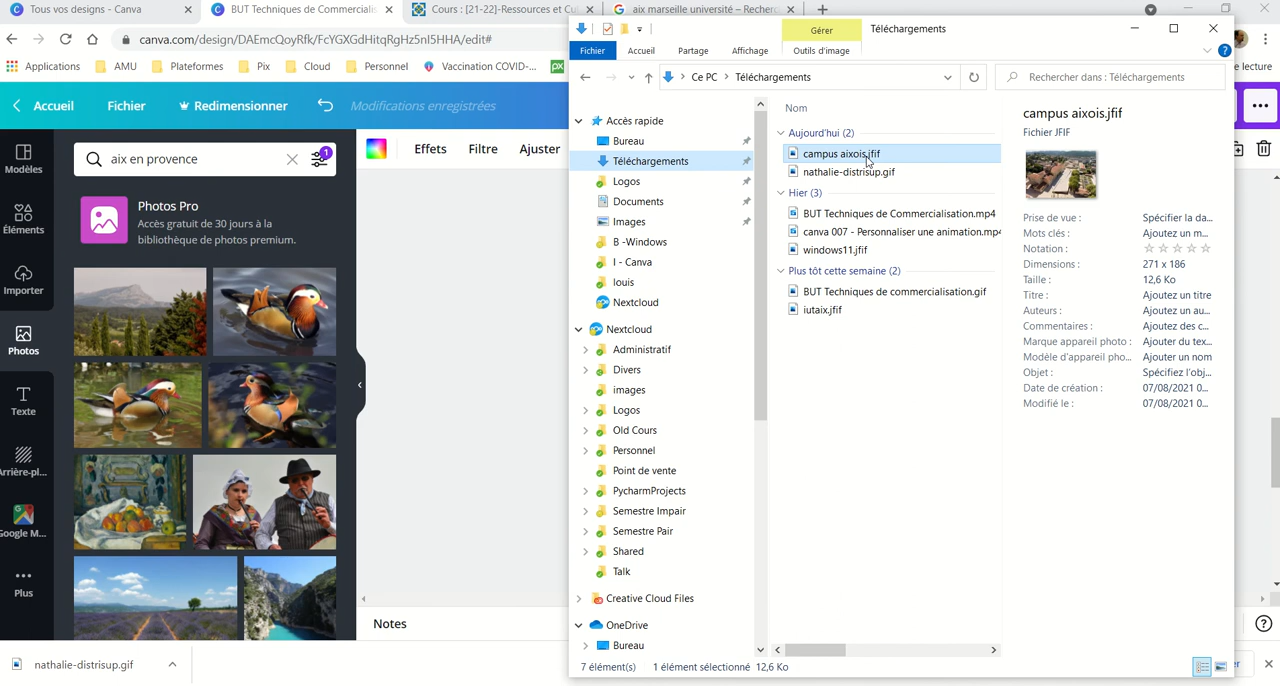 Tous vos designs - Canva
BUT Techniques de Commercialis
Cours : [21-22]-Ressources et Cu
aix marseille université – Recherc
canva.com/design/DAEmcQoyRfk/FcYGXGdHitqRgHz5nI5HHA/edit#
Applications
AMU
Plateformes
Pix
Cloud
Personnel
Vaccination COVID-...
px
e lecture
Accueil
Fichier
Redimensionner
Modifications enregistrées
Modèles
Éléments
Importer
Photos
Texte
Arrière-pl...
Google M...
Plus
aix en provence
1
Photos Pro
Accès gratuit de 30 jours à la
bibliothèque de photos premium.
Effets
Filtre
Ajuster
Notes
nathalie-distrisup.gif
Gérer
Téléchargements
Fichier
Accueil
Partage
Affichage
Outils d'image
Ce PC
Téléchargements
Rechercher dans : Téléchargements
Accès rapide
Bureau
Téléchargements
Logos
Documents
Images
B -Windows
I - Canva
louis
Nextcloud
Nextcloud
Administratif
Divers
images
Logos
Old Cours
Personnel
Point de vente
PycharmProjects
Semestre Impair
Semestre Pair
Shared
Talk
Creative Cloud Files
OneDrive
Bureau
Nom
Aujourd'hui (2)
campus aixois.jfif
nathalie-distrisup.gif
Hier (3)
BUT Techniques de Commercialisation.mp4
canva 007 - Personnaliser une animation.mp4
windows11.jfif
Plus tôt cette semaine (2)
BUT Techniques de commercialisation.gif
iutaix.jfif
campus aixois.jfif
Fichier JFIF
Prise de vue : Spécifier la da...
Mots clés : Ajoutez un m...
Notation :
Dimensions : 271 x 186
Taille : 12,6 Ko
Titre : Ajoutez un titre
Auteurs : Ajoutez un au...
Commentaires : Ajoutez des c...
Marque appareil photo : Ajouter du tex...
Modèle d'appareil pho... Ajouter un nom
Objet : Spécifiez l'obj...
Date de création : 07/08/2021 0...
Modifié le : 07/08/2021 0...
7 élément(s) 1 élément sélectionné 12,6 Ko
er